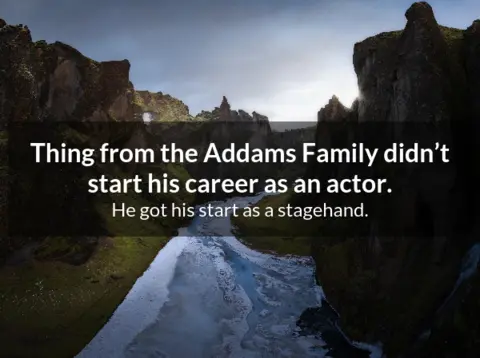 Thing from the Addams Family didn’t
start his career as an actor.
He got his start as a stagehand.